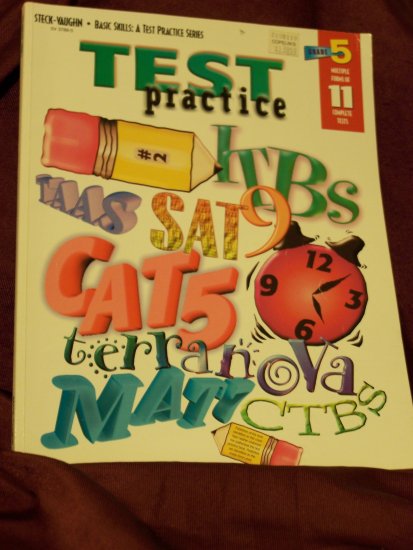 STECK-VAUGHN • BASIC SKILLS: A TEST PRACTICE SERIES
TEST
practice
GRADE 5
MULTIPLE
FORMS OF
11
COMPLETE
TESTS
#2
ITBS
TAAS
SAT9
CAT5
12
9
3
6
terranova
MAT7
CTBS